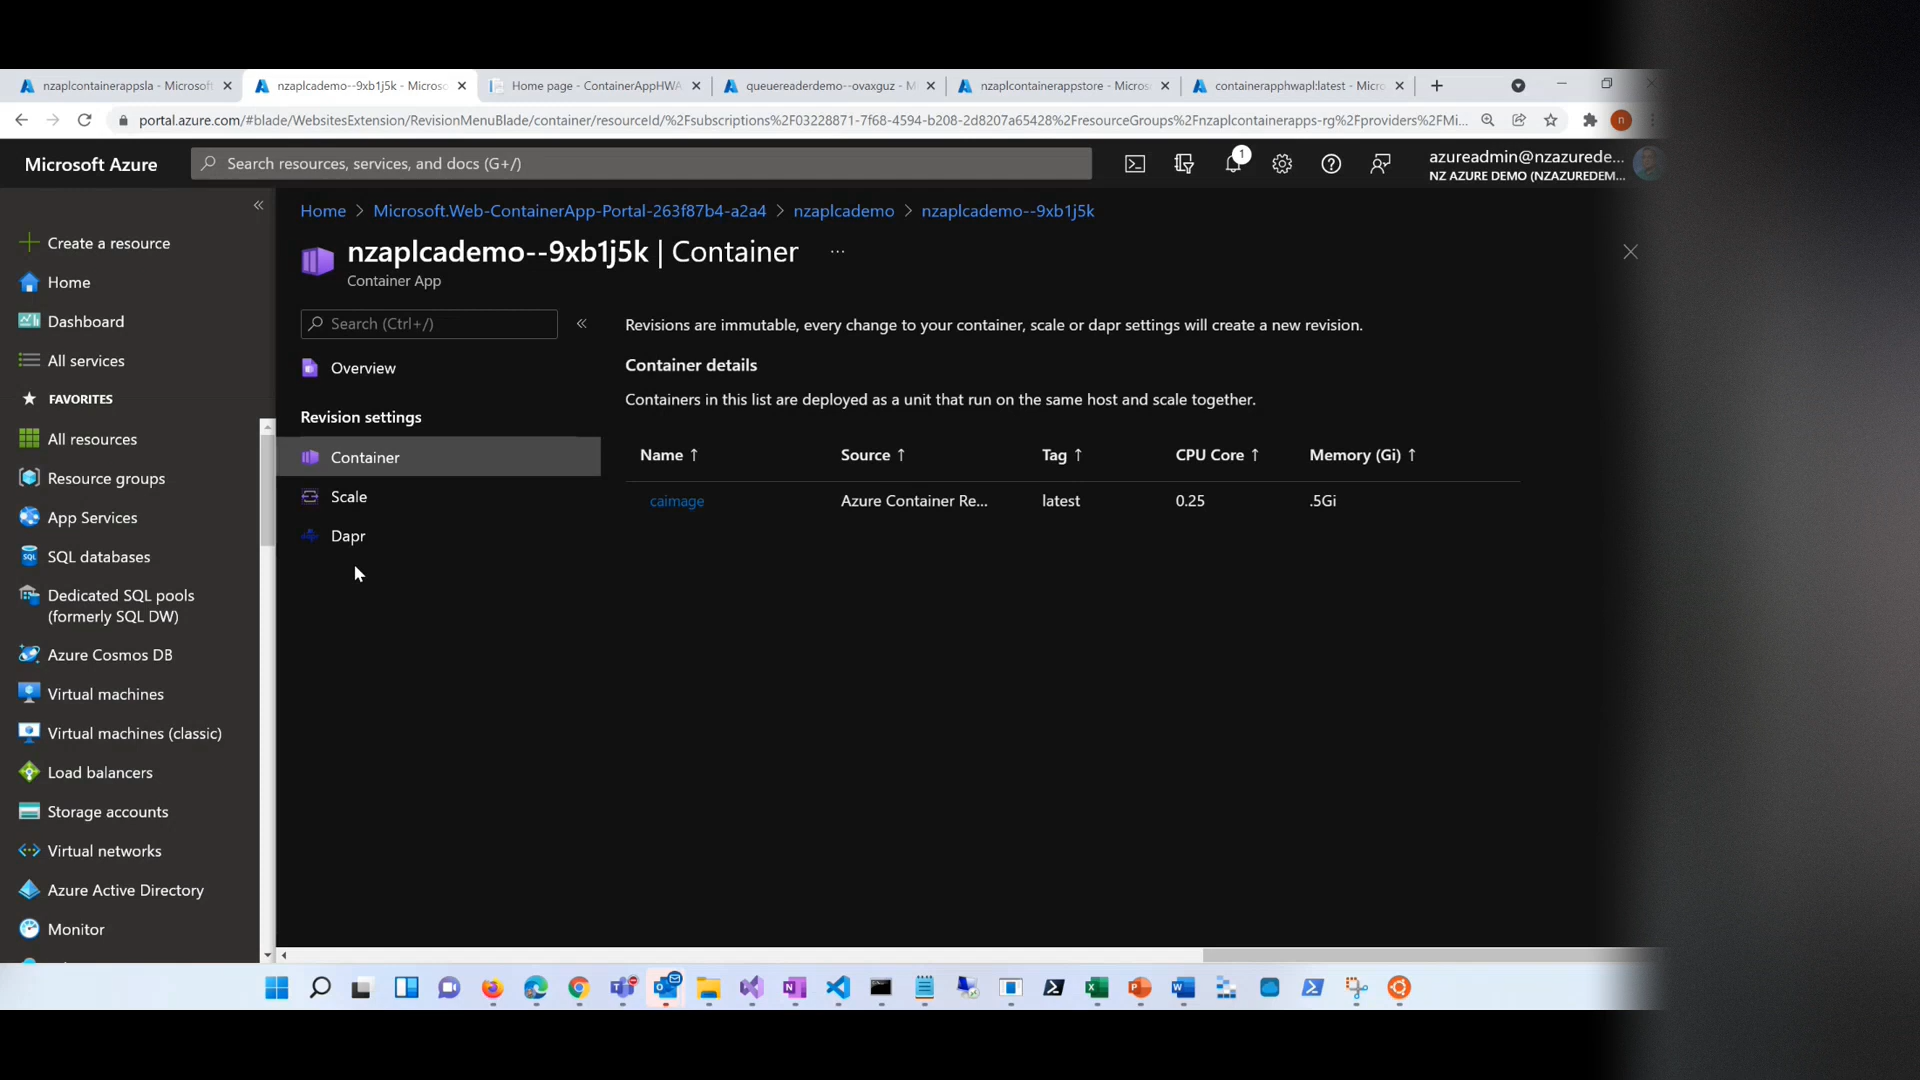 nzaplcontainerappsla - Microsoft
nzaplcademo--9xb1j5k - Microso
Home page - ContainerAppHWA
queuereaderdemo--ovaxguz - M
nzaplcontainerappstore - Micros
containerapphwapl:latest - Micro
portal.azure.com/#blade/WebsitesExtension/RevisionMenuBlade/container/resourceId/%2Fsubscriptions%2F03228871-7f68-4594-b208-2d8207a65428%2FresourceGroups%2Fnzaplcontainerapps-rg%2Fproviders%2FMi...
n
Microsoft Azure
Search resources, services, and docs (G+/)
1
azureadmin@nzazurede...
NZ AZURE DEMO (NZAZUREDEM...
Home > Microsoft.Web-ContainerApp-Portal-263f87b4-a2a4 > nzaplcademo > nzaplcademo--9xb1j5k
nzaplcademo--9xb1j5k | Container ...
Container App
Create a resource
Home
Dashboard
All services
FAVORITES
All resources
Resource groups
App Services
SQL databases
Dedicated SQL pools
(formerly SQL DW)
Azure Cosmos DB
Virtual machines
Virtual machines (classic)
Load balancers
Storage accounts
Virtual networks
Azure Active Directory
Monitor
Search (Ctrl+/)
Overview
Revision settings
Container
Scale
Dapr
Revisions are immutable, every change to your container, scale or dapr settings will create a new revision.
Container details
Containers in this list are deployed as a unit that run on the same host and scale together.
Name ↑ Source ↑ Tag ↑ CPU Core ↑ Memory (Gi) ↑
caimage Azure Container Re... latest 0.25 .5Gi